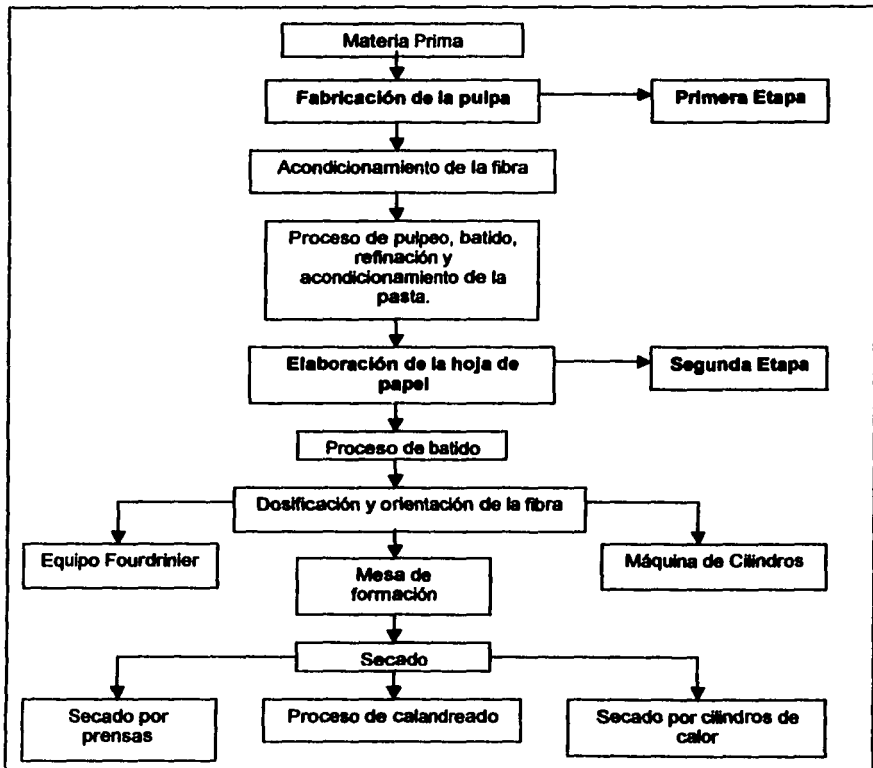 Materia Prima
Fabricación de la pulpa
Primera Etapa
Acondicionamiento de la fibra
Proceso de pulpeo, batido,
refinación y
acondicionamiento de la
pasta.
Elaboración de la hoja de
papel
Segunda Etapa
Proceso de batido
Dosificación y orientación de la fibra
Equipo Fourdrinier
Mesa de
formación
Máquina de Cilindros
Secado
Secado por
prensas
Proceso de calandreado
Secado por cilindros de
calor